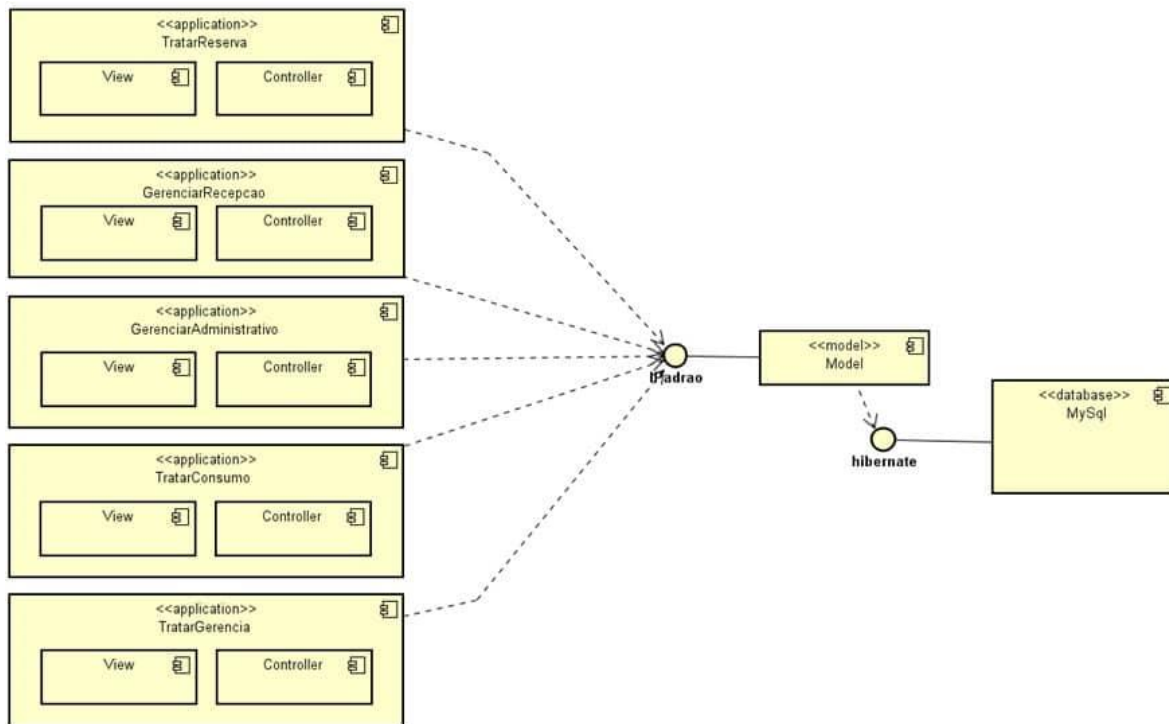 <<application>>
TratarReserva
View
Controller
<<application>>
GerenciarRecepcao
View
Controller
<<application>>
GerenciarAdministrativo
View
Controller
<<application>>
TratarConsumo
View
Controller
<<application>>
TratarGerencia
View
Controller
IPadrao
<<model>>
Model
hibernate
<<database>>
MySql